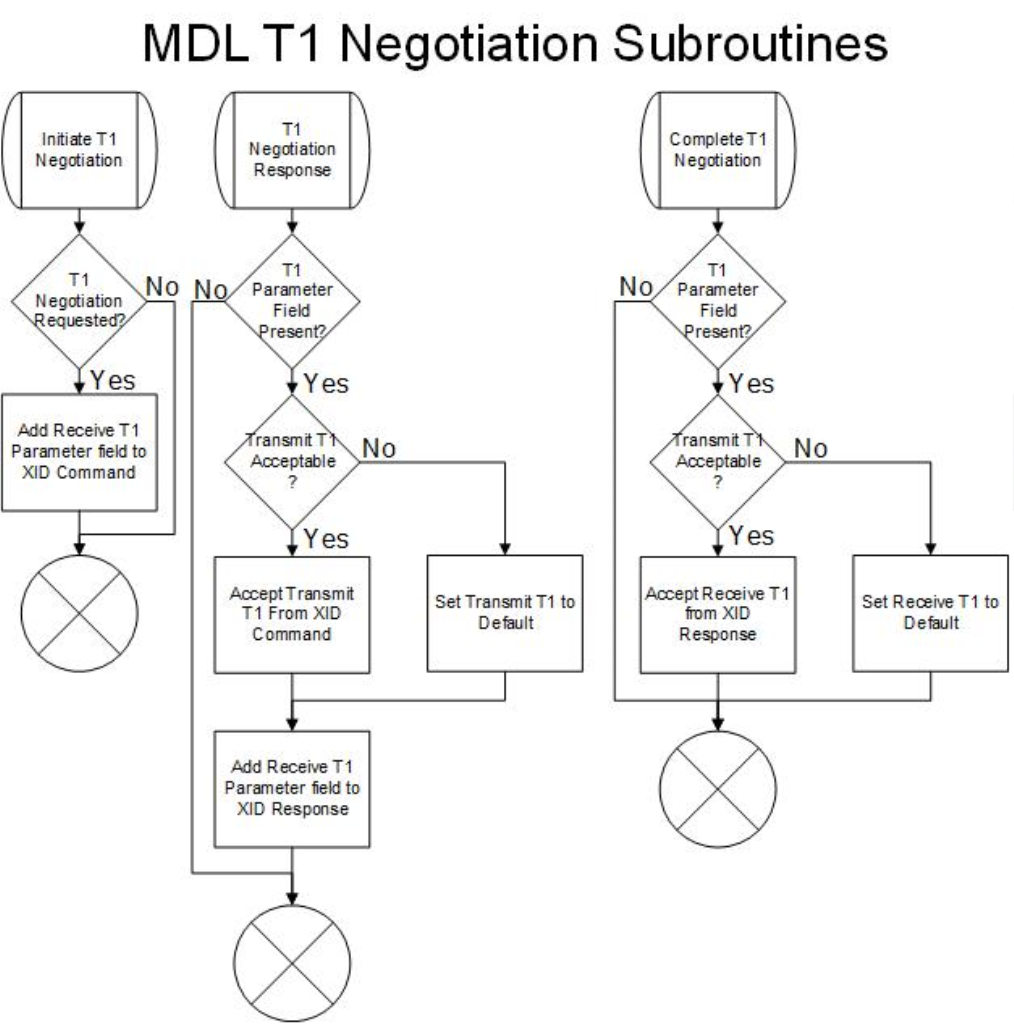 MDL T1 Negotiation Subroutines
Initiate T1
Negotiation
T1
Negotiation
Requested?
No
Yes
Add Receive T1
Parameter field to
XID Command
T1
Negotiation
Response
T1
Parameter
Field
Present?
No
Yes
Transmit T1
Acceptable
?
No
Yes
Accept Transmit
T1 From XID
Command
Set Transmit T1 to
Default
Add Receive T1
Parameter field to
XID Response
Complete T1
Negotiation
T1
Parameter
Field
Present?
No
Yes
Transmit T1
Acceptable
?
No
Yes
Accept Receive T1
from XID
Response
Set Receive T1 to
Default